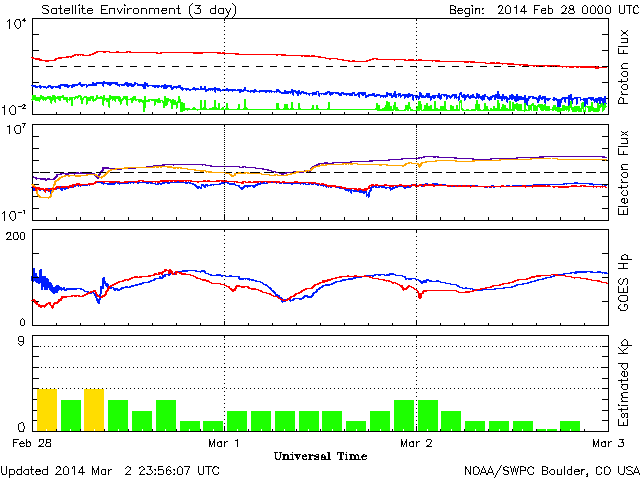 Satellite Environment (3 day) Begin: 2014 Feb 28 0000 UTC
10^4
10^-2
Proton Flux
10^7
10^-1
Electron Flux
200
0
GOES Hp
9
0
Estimated Kp
Feb 28 Mar 1 Mar 2 Mar 3
Universal Time
Updated 2014 Mar 2 23:56:07 UTC NOAA/SWPC Boulder, CO USA